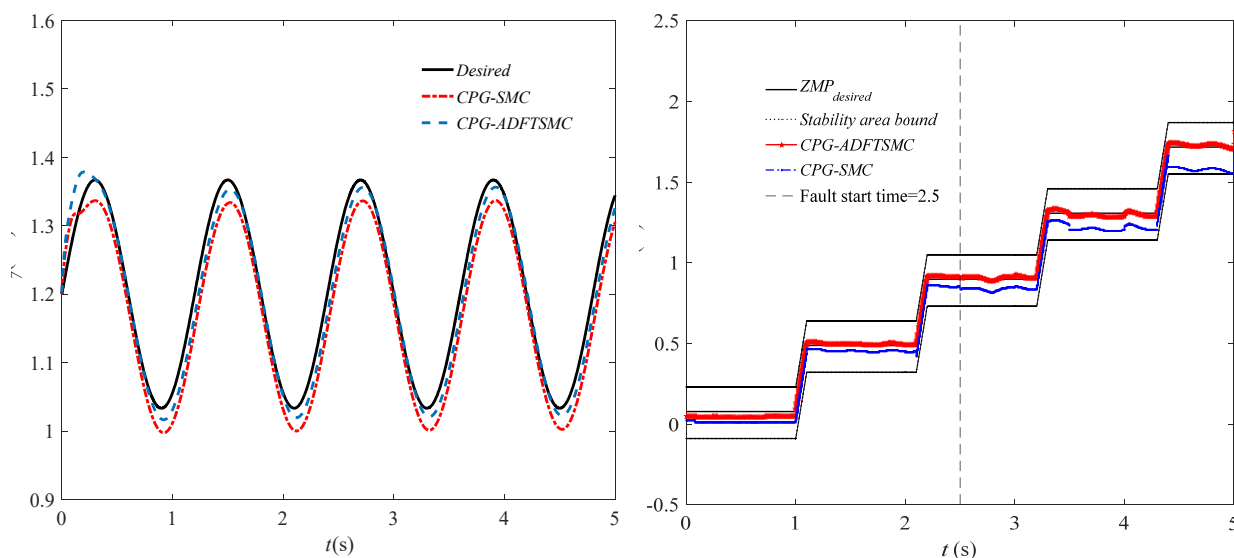 1.6
1.5
1.4
1.3
1.2
1.1
1
0.9
0
1
2
3
4
5
t(s)
Desired
CPG-SMC
CPG-ADFTSMC
2.5
2
1.5
1
0.5
0
-0.5
0
1
2
3
4
5
t (s)
ZMP desired
Stability area bound
CPG-ADFTSMC
CPG-SMC
Fault start time=2.5